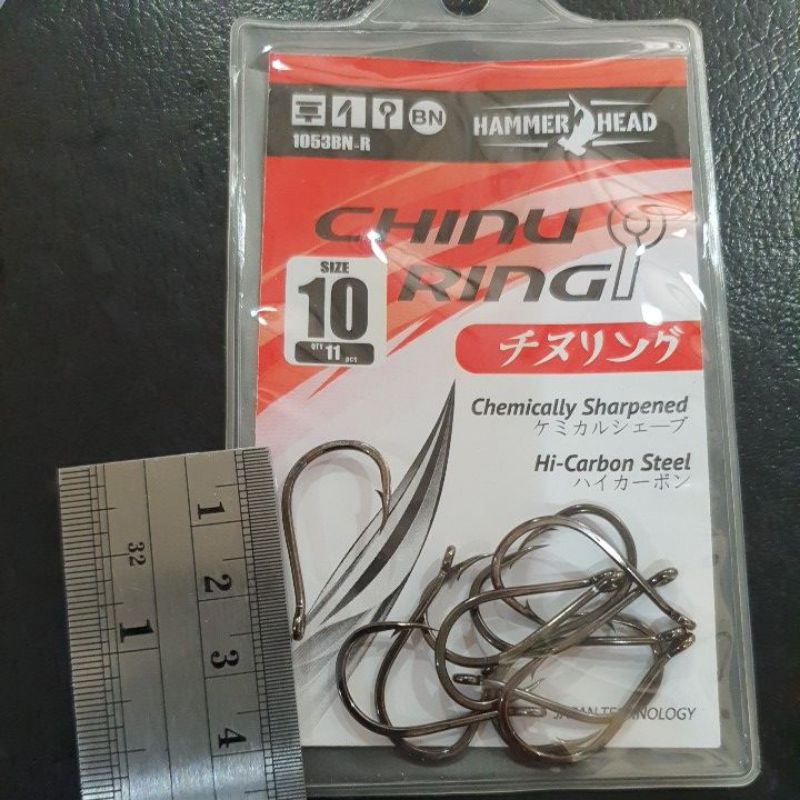 BN
HAMMER HEAD
1053BN-R
CHINU
RING
SIZE
10
QTY 11 pcs
チヌリング
Chemically Sharpened
ケミカルシェーブ
Hi-Carbon Steel
ハイカーボン
JAPAN TECHNOLOGY
32
1
1
2
3
4